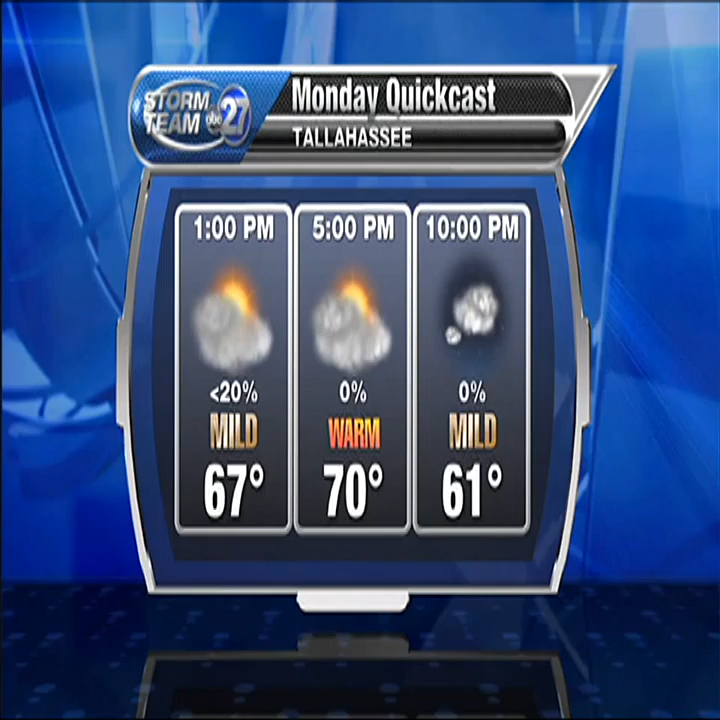 STORM
TEAM abc 27
Monday Quickcast
TALLAHASSEE
1:00 PM 5:00 PM 10:00 PM
<20% 0% 0%
MILD WARM MILD
67° 70° 61°